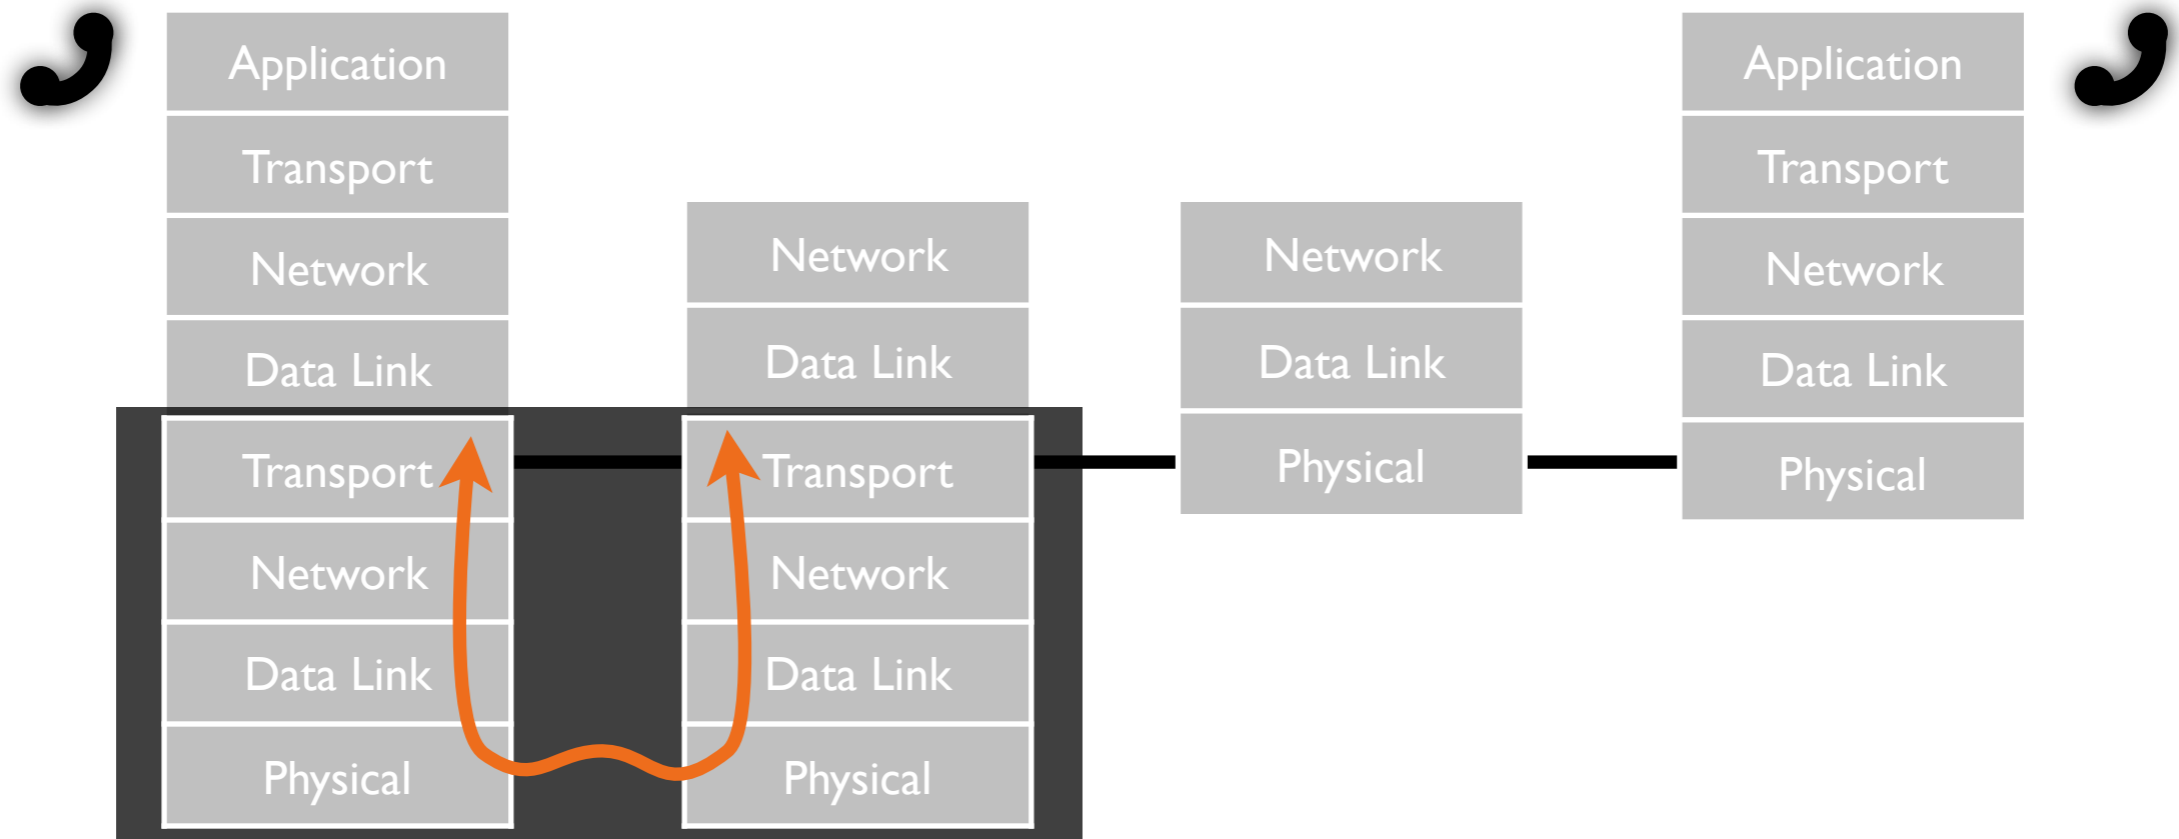 Application
Transport
Network
Data Link
Transport
Network
Data Link
Physical
Network
Data Link
Transport
Network
Data Link
Physical
Network
Data Link
Physical
Application
Transport
Network
Data Link
Physical